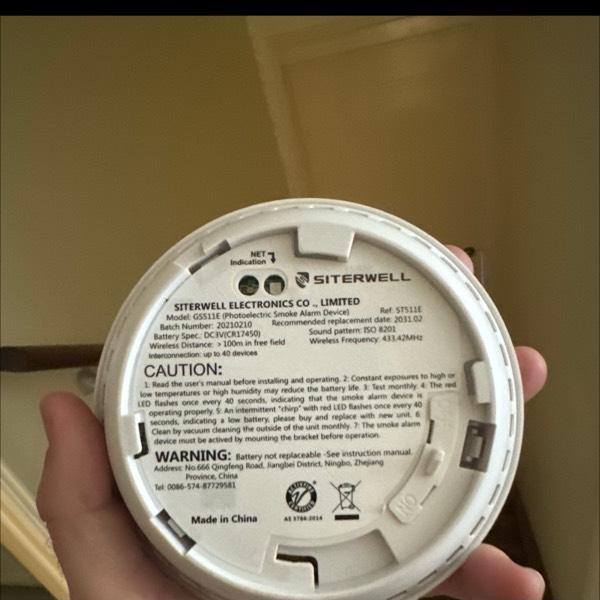 NET
Indication
SITERWELL
SITERWELL ELECTRONICS CO ., LIMITED
Model: GS511E (Photoelectric Smoke Alarm Device) Ref: ST511E
Batch Number: 20210210 Recommended replacement date: 2031.02
Battery Spec: DC3V(CR17450) Sound pattern: ISO 8201
Wireless Distance: >100m in free field Wireless Frequency: 433.42MHz
Interconnection: up to 40 devices
CAUTION:
1: Read the user's manual before installing and operating. 2: Constant exposures to high or
low temperatures or high humidity may reduce the battery life. 3: Test monthly. 4: The red
LED flashes once every 40 seconds, indicating that the smoke alarm device is
operating properly. 5: An intermittent "chirp" with red LED flashes once every 40
seconds, indicating a low battery, please buy and replace with new unit. 6:
Clean by vacuum cleaning the outside of the unit monthly. 7: The smoke alarm
device must be actived by mounting the bracket before operation.
WARNING: Battery not replaceable -See instruction manual.
Address: No.666 Qingfeng Road, Jiangbei District, Ningbo, Zhejiang
Province, China
Tel: 0086-574-87729581
Made in China
AS 3786:2014
ON